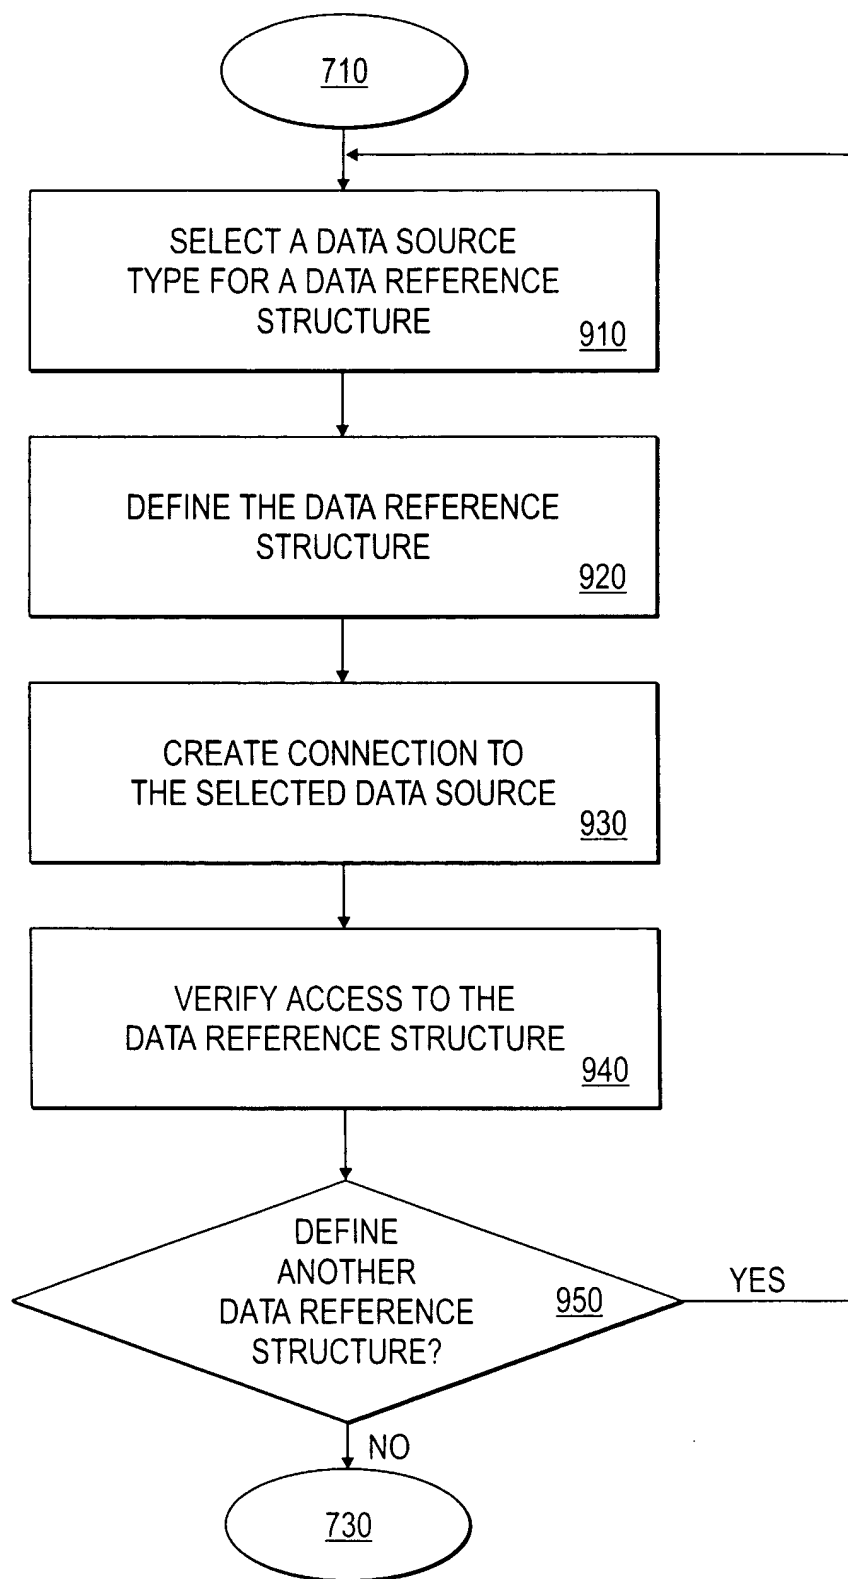 710
SELECT A DATA SOURCE
TYPE FOR A DATA REFERENCE
STRUCTURE
910
DEFINE THE DATA REFERENCE
STRUCTURE
920
CREATE CONNECTION TO
THE SELECTED DATA SOURCE
930
VERIFY ACCESS TO THE
DATA REFERENCE STRUCTURE
940
DEFINE
ANOTHER
DATA REFERENCE
STRUCTURE?
950
YES
NO
730